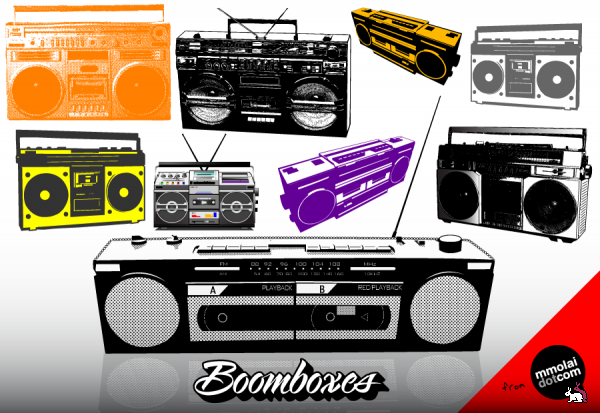 FM 88 92 96 100 104 108 MHz
A PLAYBACK B REC/PLAYBACK
Boomboxes
from
mmolai
dotcom